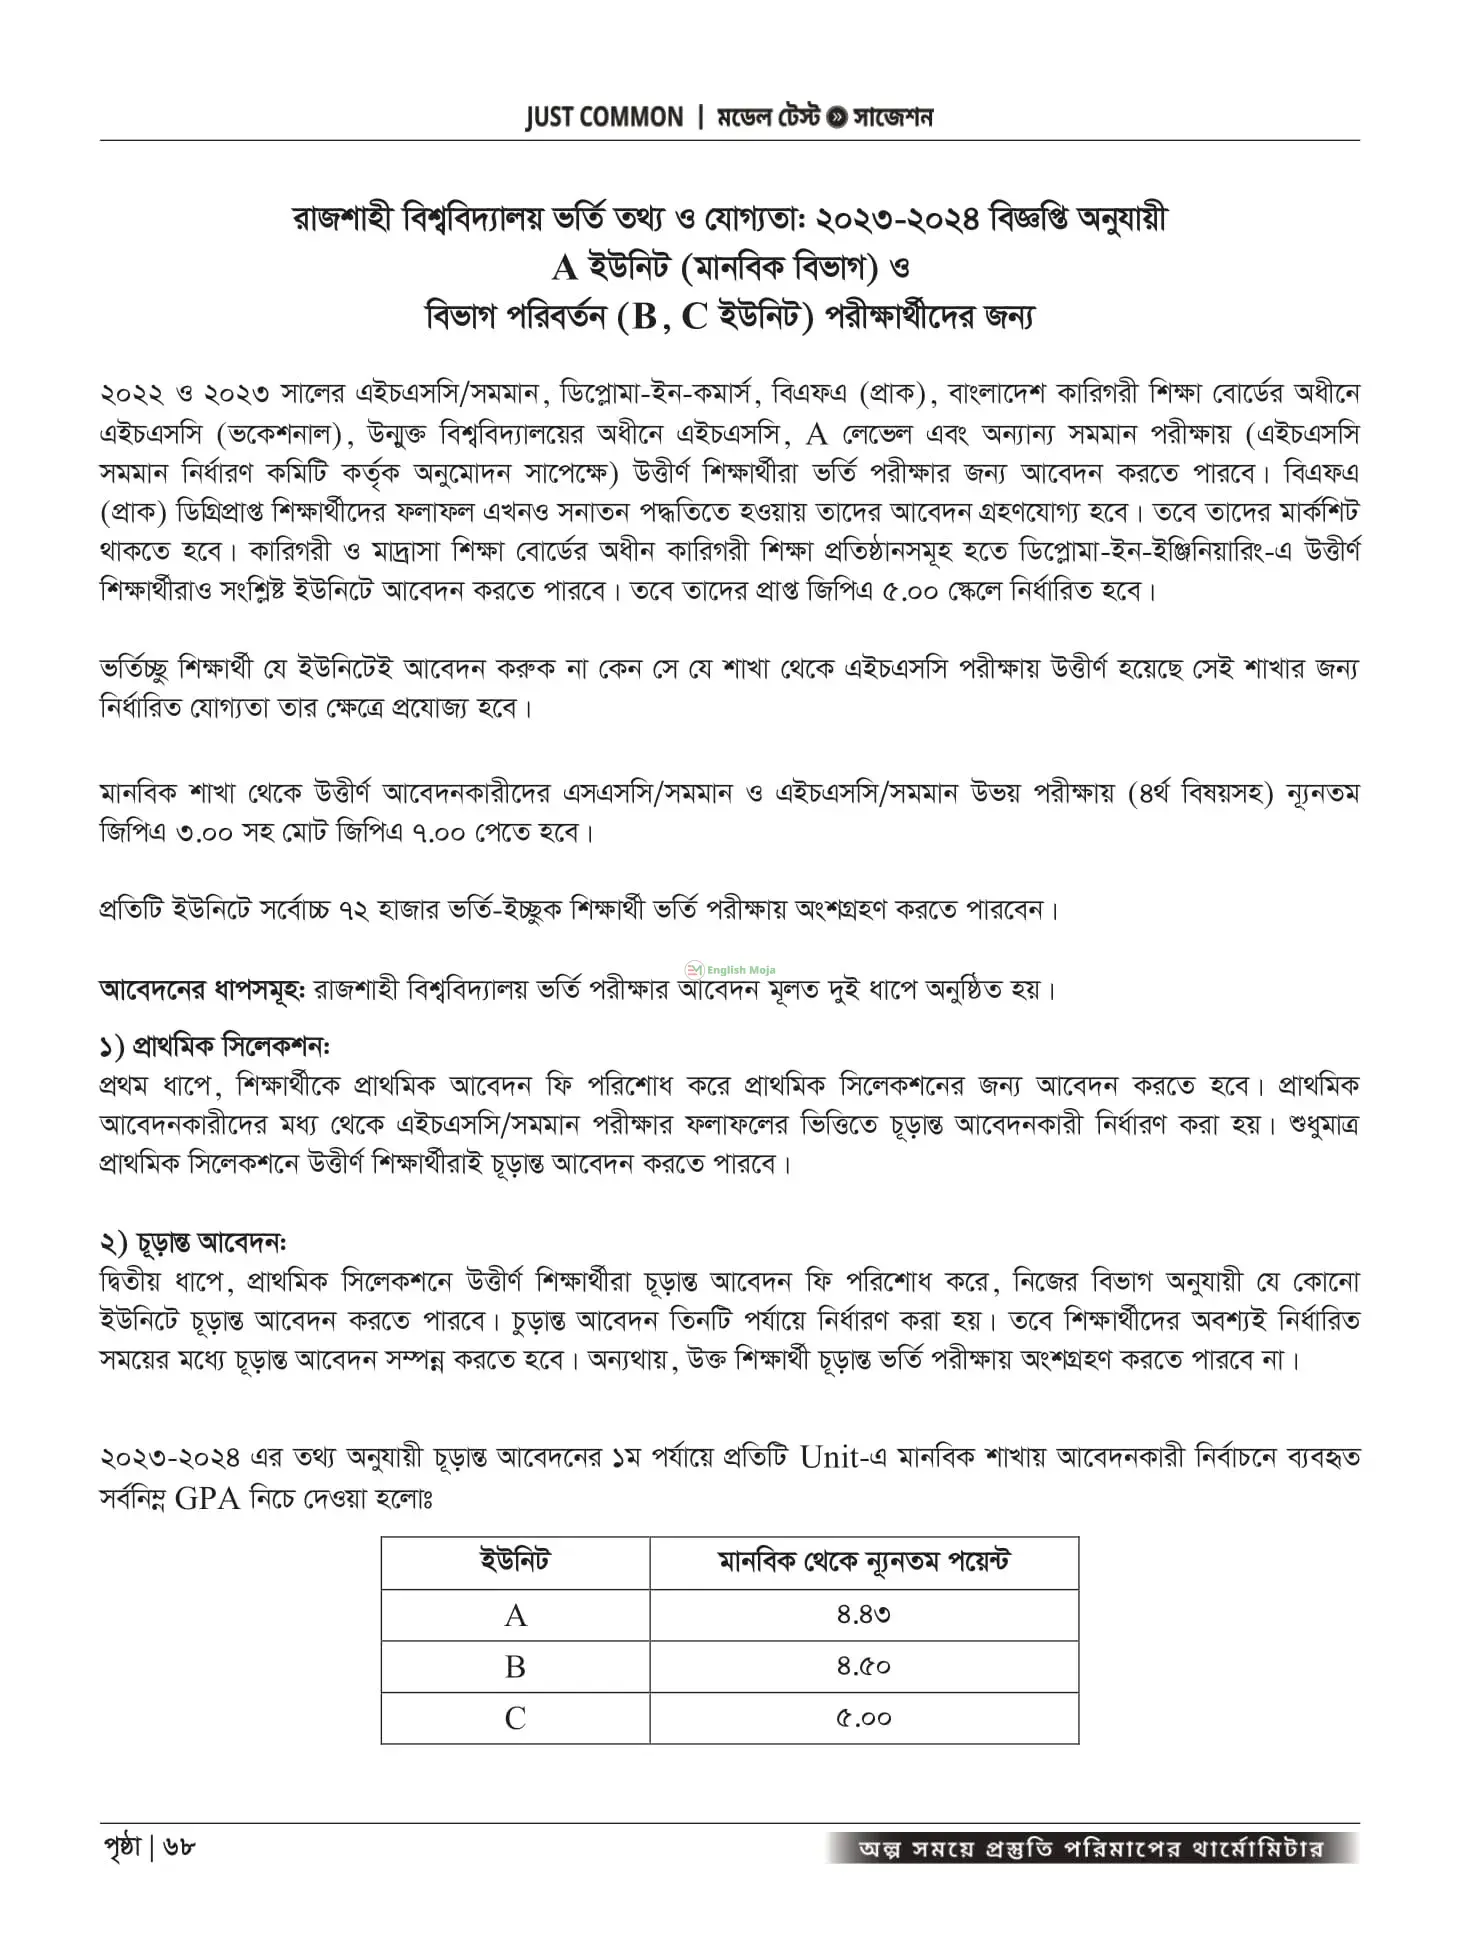 JUST COMMON | মডেল টেস্ট » সাজেশন
রাজশাহী বিশ্ববিদ্যালয় ভর্তি তথ্য ও যোগ্যতা: ২০২৩-২০২৪ বিজ্ঞপ্তি অনুযায়ী
A ইউনিট (মানবিক বিভাগ) ও
বিভাগ পরিবর্তন (B, C ইউনিট) পরীক্ষার্থীদের জন্য
২০২২ ও ২০২৩ সালের এইচএসসি/সমমান, ডিপ্লোমা-ইন-কমার্স, বিএফএ (প্রাক), বাংলাদেশ কারিগরী শিক্ষা বোর্ডের অধীনে
এইচএসসি (ভকেশনাল), উন্মুক্ত বিশ্ববিদ্যালয়ের অধীনে এইচএসসি, A লেভেল এবং অন্যান্য সমমান পরীক্ষায় (এইচএসসি
সমমান নির্ধারণ কমিটি কর্তৃক অনুমোদন সাপেক্ষে) উত্তীর্ণ শিক্ষার্থীরা ভর্তি পরীক্ষার জন্য আবেদন করতে পারবে। বিএফএ
(প্রাক) ডিগ্রিপ্রাপ্ত শিক্ষার্থীদের ফলাফল এখনও সনাতন পদ্ধতিতে হওয়ায় তাদের আবেদন গ্রহণযোগ্য হবে। তবে তাদের মার্কশিট
থাকতে হবে। কারিগরী ও মাদ্রাসা শিক্ষা বোর্ডের অধীন কারিগরী শিক্ষা প্রতিষ্ঠানসমূহ হতে ডিপ্লোমা-ইন-ইঞ্জিনিয়ারিং-এ উত্তীর্ণ
শিক্ষার্থীরাও সংশ্লিষ্ট ইউনিটে আবেদন করতে পারবে। তবে তাদের প্রাপ্ত জিপিএ ৫.০০ স্কেলে নির্ধারিত হবে।
ভর্তিচ্ছু শিক্ষার্থী যে ইউনিটেই আবেদন করুক না কেন সে যে শাখা থেকে এইচএসসি পরীক্ষায় উত্তীর্ণ হয়েছে সেই শাখার জন্য
নির্ধারিত যোগ্যতা তার ক্ষেত্রে প্রযোজ্য হবে।
মানবিক শাখা থেকে উত্তীর্ণ আবেদনকারীদের এসএসসি/সমমান ও এইচএসসি/সমমান উভয় পরীক্ষায় (৪র্থ বিষয়সহ) ন্যূনতম
জিপিএ ৩.০০ সহ মোট জিপিএ ৭.০০ পেতে হবে।
প্রতিটি ইউনিটে সর্বোচ্চ ৭২ হাজার ভর্তি-ইচ্ছুক শিক্ষার্থী ভর্তি পরীক্ষায় অংশগ্রহণ করতে পারবেন।
EM English Moja
আবেদনের ধাপসমূহ: রাজশাহী বিশ্ববিদ্যালয় ভর্তি পরীক্ষার আবেদন মূলত দুই ধাপে অনুষ্ঠিত হয়।
১) প্রাথমিক সিলেকশন:
প্রথম ধাপে, শিক্ষার্থীকে প্রাথমিক আবেদন ফি পরিশোধ করে প্রাথমিক সিলেকশনের জন্য আবেদন করতে হবে। প্রাথমিক
আবেদনকারীদের মধ্য থেকে এইচএসসি/সমমান পরীক্ষার ফলাফলের ভিত্তিতে চূড়ান্ত আবেদনকারী নির্ধারণ করা হয়। শুধুমাত্র
প্রাথমিক সিলেকশনে উত্তীর্ণ শিক্ষার্থীরাই চূড়ান্ত আবেদন করতে পারবে।
২) চূড়ান্ত আবেদন:
দ্বিতীয় ধাপে, প্রাথমিক সিলেকশনে উত্তীর্ণ শিক্ষার্থীরা চূড়ান্ত আবেদন ফি পরিশোধ করে, নিজের বিভাগ অনুযায়ী যে কোনো
ইউনিটে চূড়ান্ত আবেদন করতে পারবে। চুড়ান্ত আবেদন তিনটি পর্যায়ে নির্ধারণ করা হয়। তবে শিক্ষার্থীদের অবশ্যই নির্ধারিত
সময়ের মধ্যে চূড়ান্ত আবেদন সম্পন্ন করতে হবে। অন্যথায়, উক্ত শিক্ষার্থী চূড়ান্ত ভর্তি পরীক্ষায় অংশগ্রহণ করতে পারবে না।
২০২৩-২০২৪ এর তথ্য অনুযায়ী চূড়ান্ত আবেদনের ১ম পর্যায়ে প্রতিটি Unit-এ মানবিক শাখায় আবেদনকারী নির্বাচনে ব্যবহৃত
সর্বনিম্ন GPA নিচে দেওয়া হলোঃ
ইউনিট মানবিক থেকে ন্যূনতম পয়েন্ট
A ৪.৪৩
B ৪.৫০
C ৫.০০
পৃষ্ঠা | ৬৮
অল্প সময়ে প্রস্তুতি পরিমাপের থার্মোমিটার